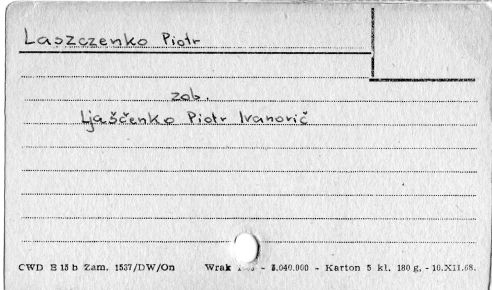 Laszczenko Piotr
zob.
Ljaščenko Piotr Ivanovič
CWD E 15 b Zam. 1537/DW/On Wrak - 5.040.000 - Karton 5 kl. 180 g. - 10.XII.68.